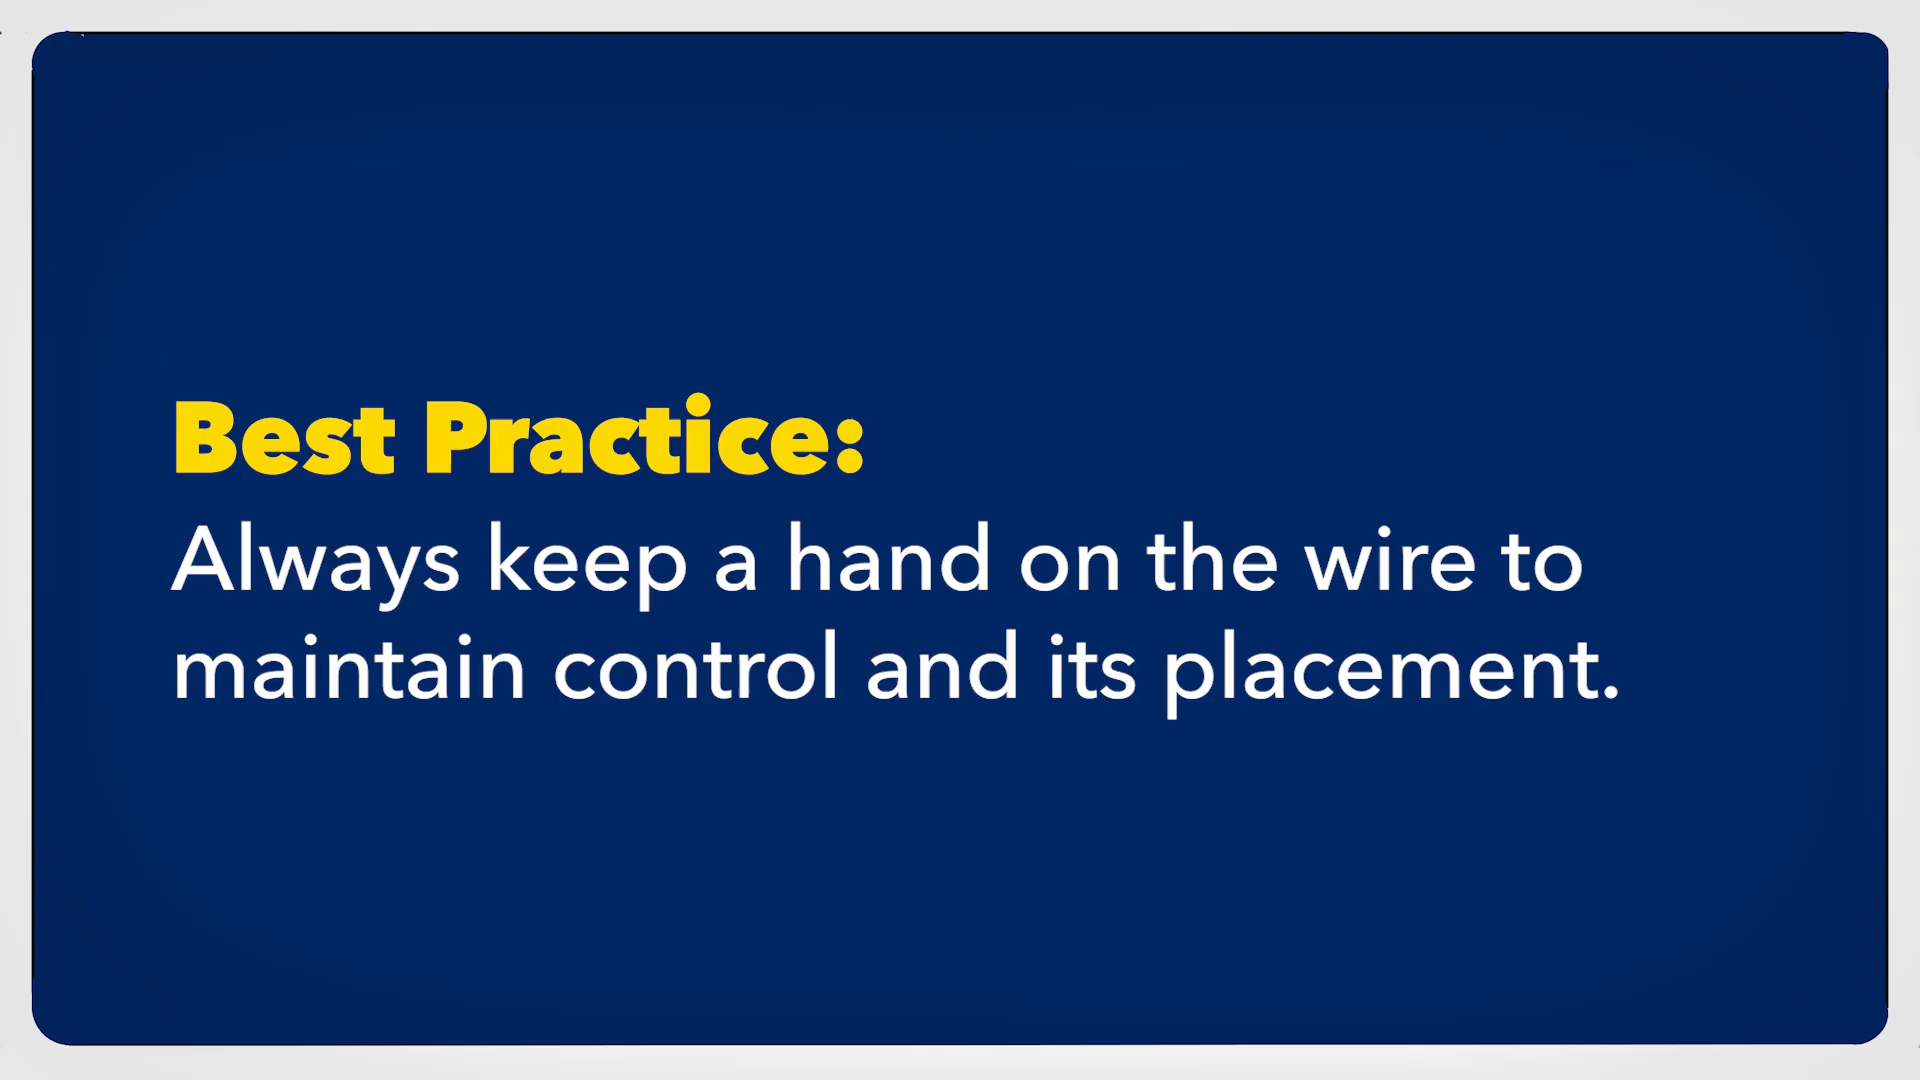 Best Practice:
Always keep a hand on the wire to
maintain control and its placement.